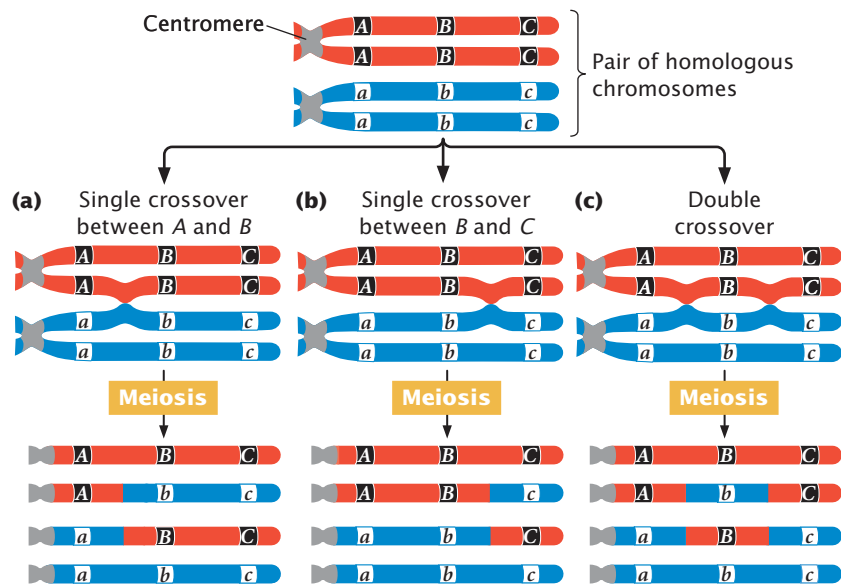 Centromere
A B C
A B C
a b c
a b c
Pair of homologous
chromosomes
(a) Single crossover
between A and B
(b) Single crossover
between B and C
(c) Double
crossover
A B C
A B C
a b c
a b c
A B C
A B C
a b c
a b c
A B C
A B C
a b c
a b c
Meiosis
Meiosis
Meiosis
A B C
A b c
a B C
a b c
A B C
A B c
a b C
a b c
A B C
A b C
a B c
a b c